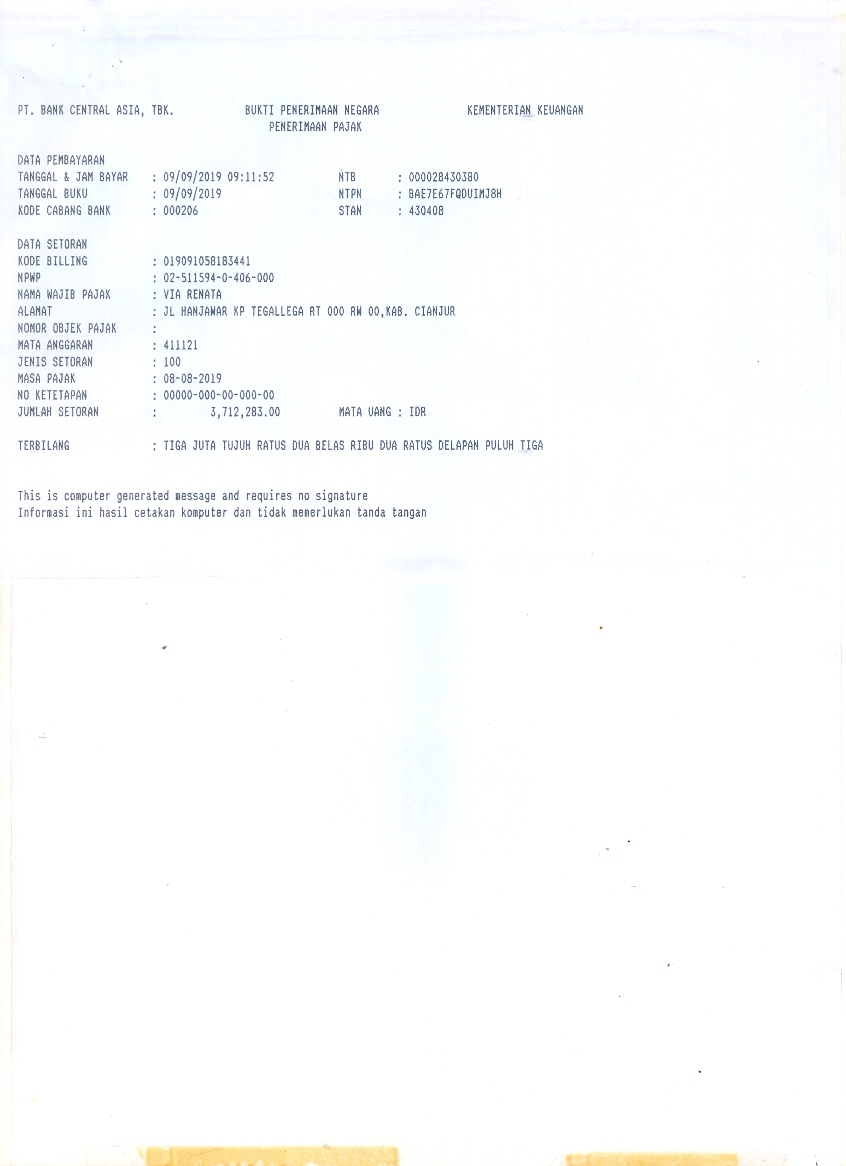 PT. BANK CENTRAL ASIA, TBK. BUKTI PENERIMAAN NEGARA KEMENTERIAN KEUANGAN
PENERIMAAN PAJAK
DATA PEMBAYARAN
TANGGAL & JAM BAYAR : 09/09/2019 09:11:52 NTB : 000028430380
TANGGAL BUKU : 09/09/2019 NTPN : BAE7E67FQDUIMJ8H
KODE CABANG BANK : 000206 STAN : 430408
DATA SETORAN
KODE BILLING : 019091058183441
NPWP : 02-511594-0-406-000
NAMA WAJIB PAJAK : VIA RENATA
ALAMAT : JL HANJAWAR KP TEGALLEGA RT 000 RW 00,KAB. CIANJUR
NOMOR OBJEK PAJAK :
MATA ANGGARAN : 411121
JENIS SETORAN : 100
MASA PAJAK : 08-08-2019
NO KETETAPAN : 00000-000-00-000-00
JUMLAH SETORAN : 3,712,283.00 MATA UANG : IDR
TERBILANG : TIGA JUTA TUJUH RATUS DUA BELAS RIBU DUA RATUS DELAPAN PULUH TIGA
This is computer generated message and requires no signature
Informasi ini hasil cetakan komputer dan tidak memerlukan tanda tangan